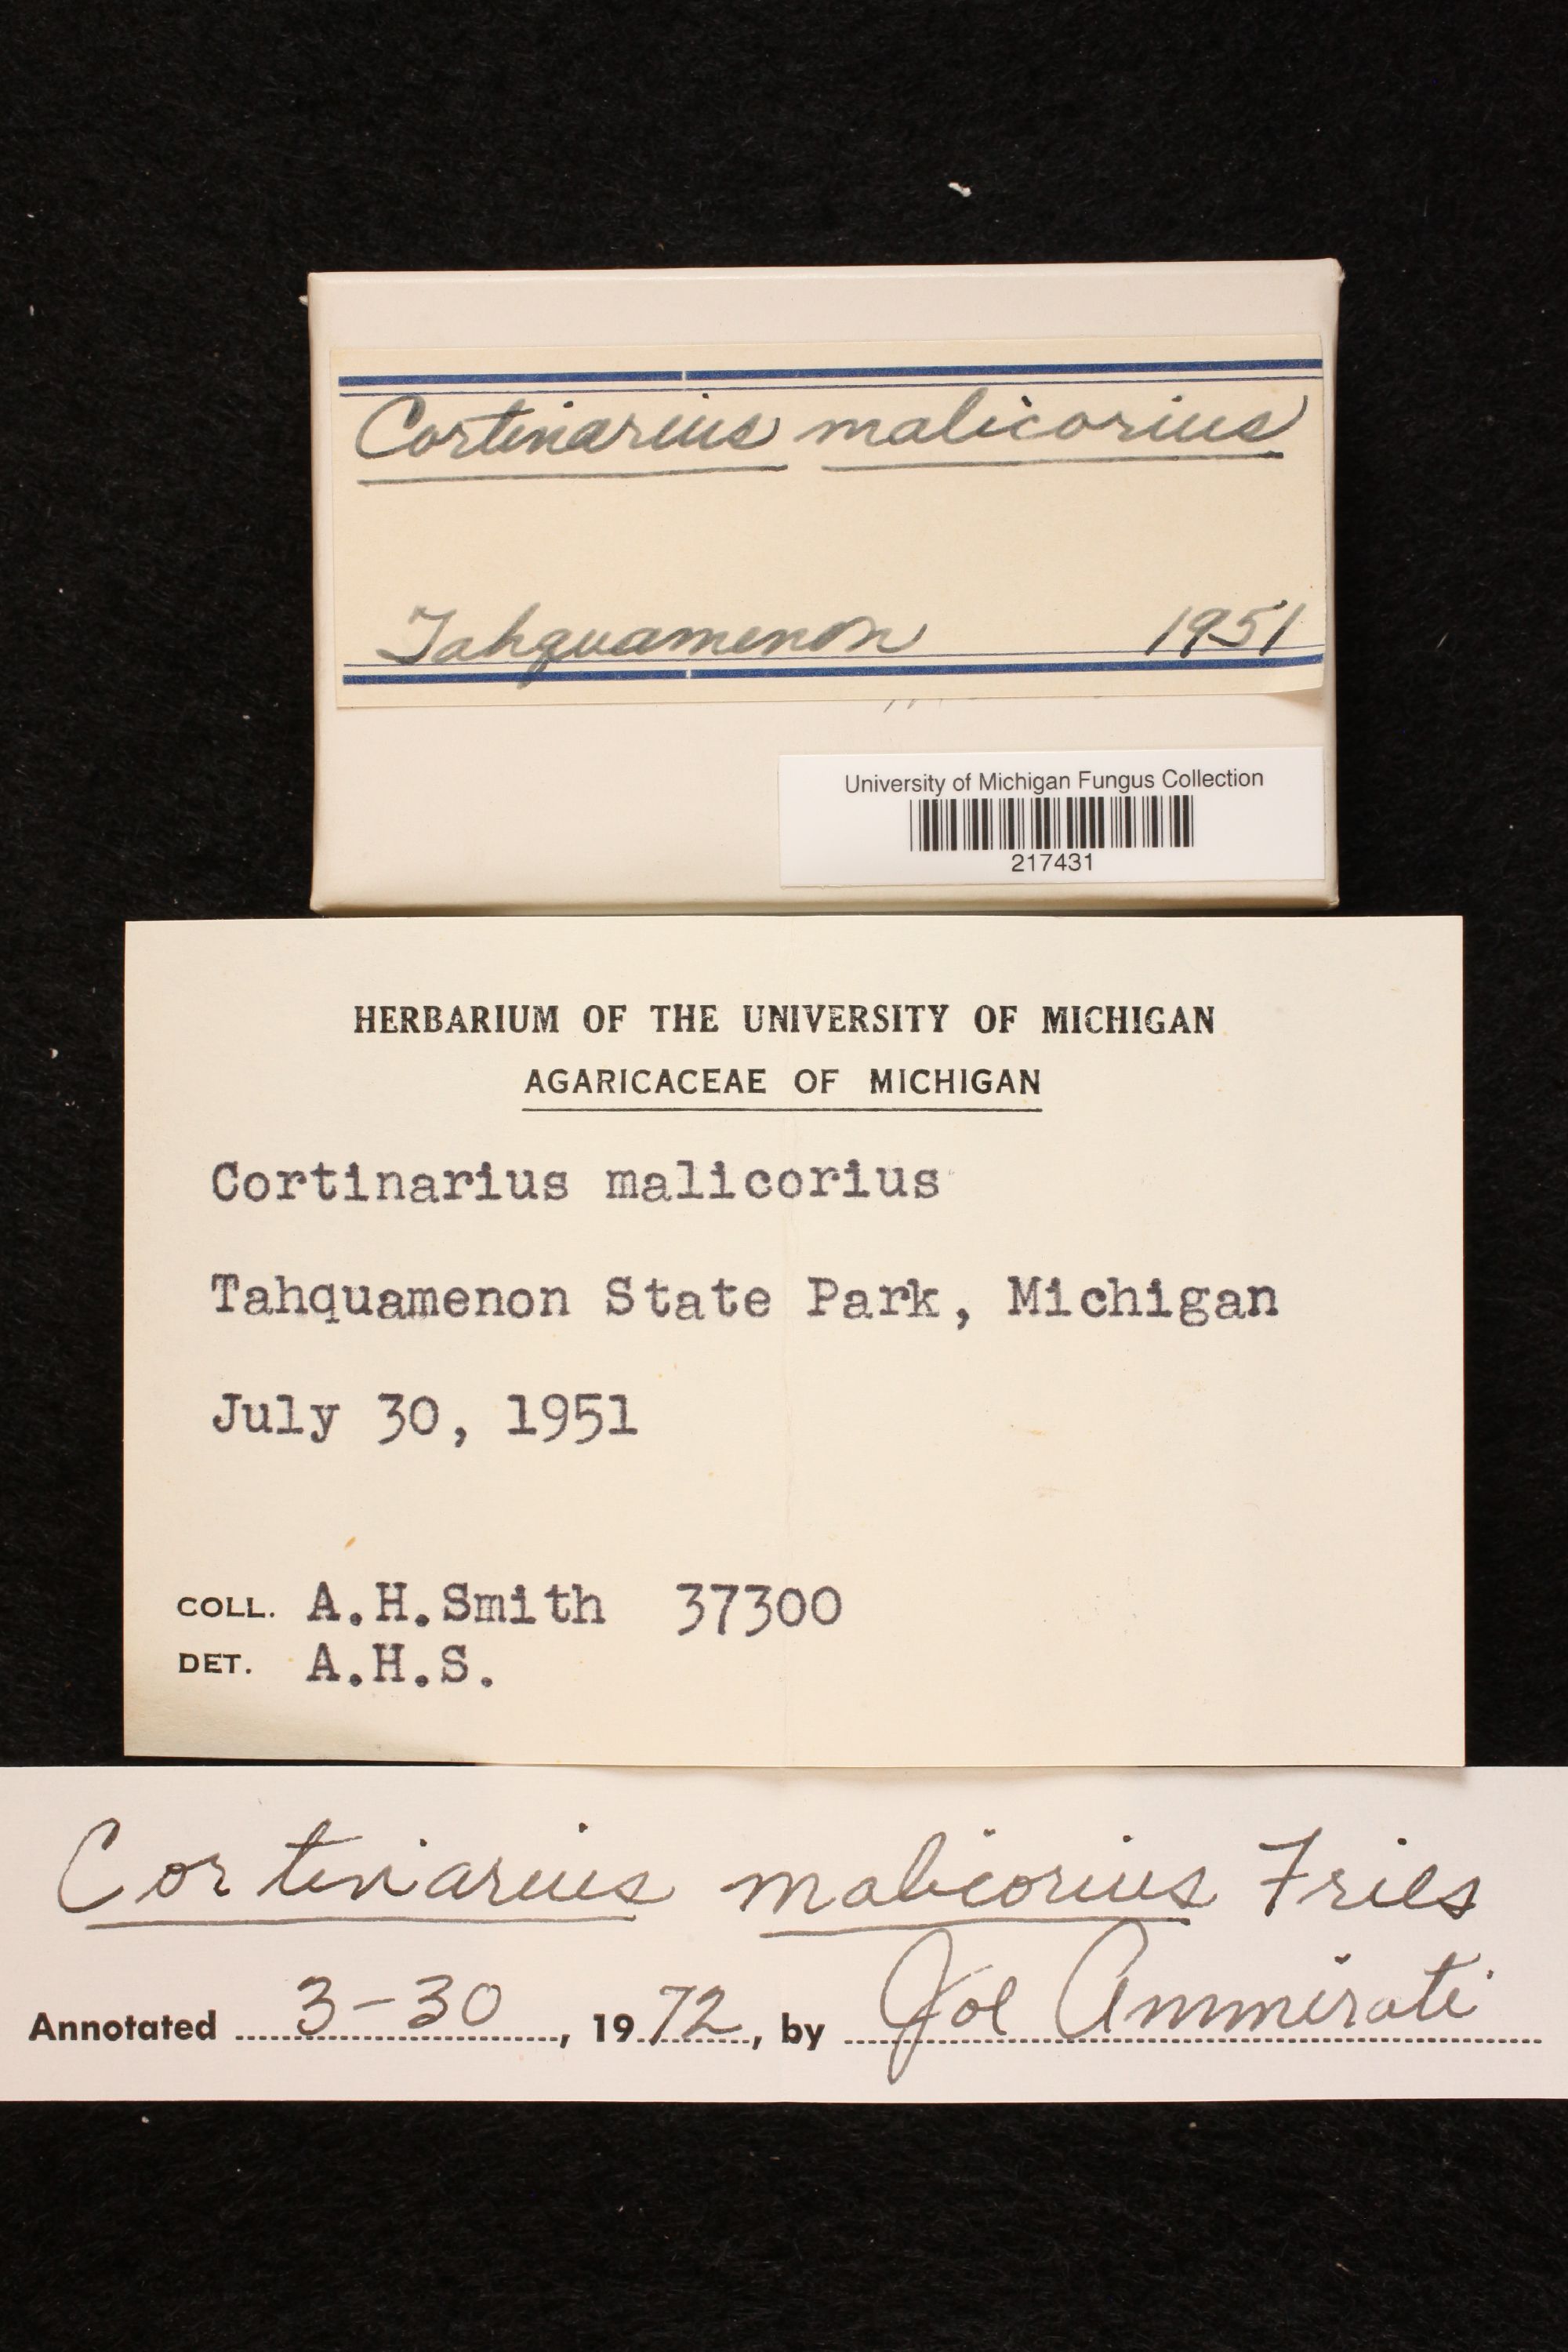 Cortinarius malicorius
Tahquamenon 1951
University of Michigan Fungus Collection
217431
HERBARIUM OF THE UNIVERSITY OF MICHIGAN
AGARICACEAE OF MICHIGAN
Cortinarius malicorius
Tahquamenon State Park, Michigan
July 30, 1951
COLL. A.H.Smith 37300
DET. A.H.S.
Cortinarius malicorius Fries
Annotated 3-30, 1972, by Joe Ammirati